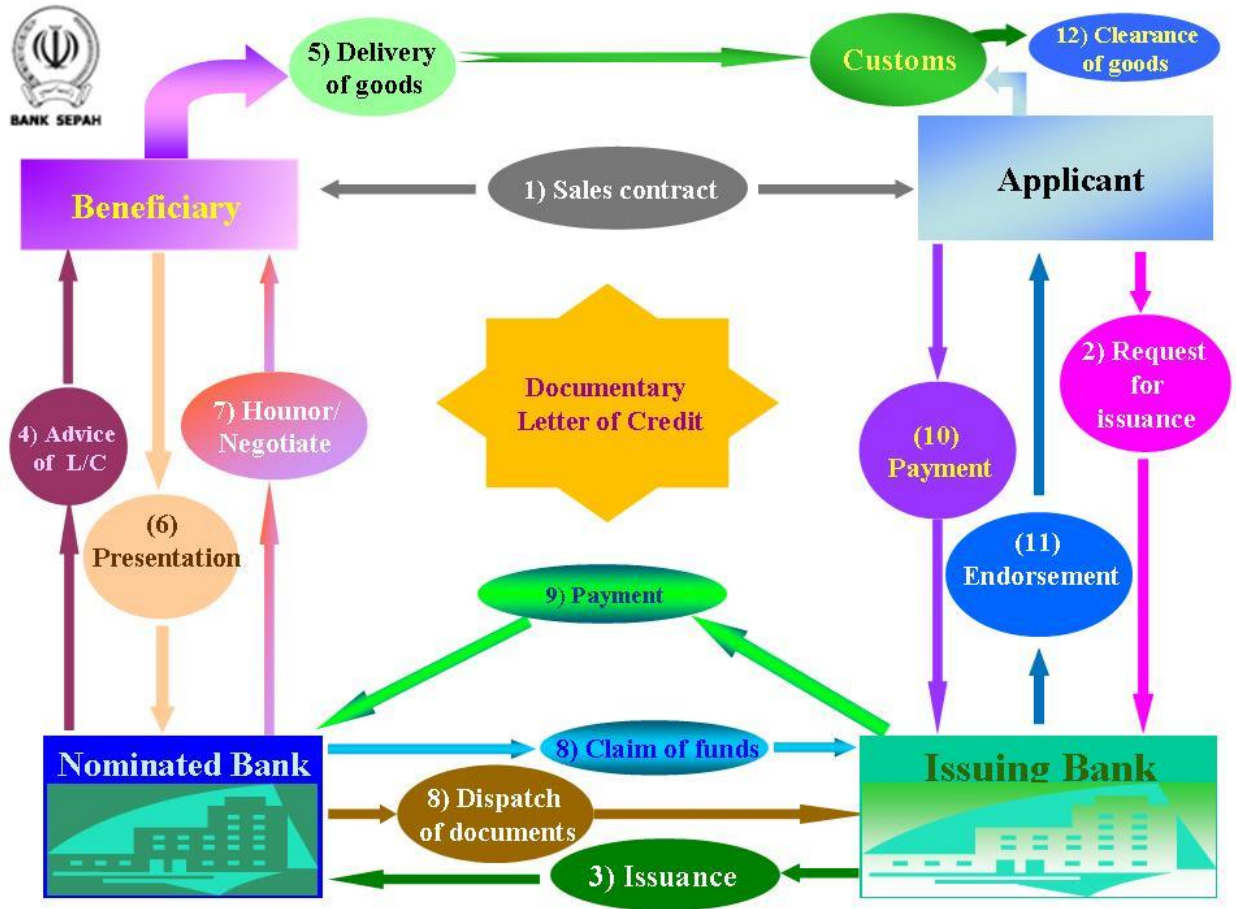 BANK SEPAH
5) Delivery
of goods
Customs
12) Clearance
of goods
Beneficiary
1) Sales contract
Applicant
4) Advice
of L/C
7) Hounor/
Negotiate
Documentary
Letter of Credit
2) Request
for
issuance
(10)
Payment
(6)
Presentation
(11)
Endorsement
9) Payment
Nominated Bank
8) Claim of funds
Issuing Bank
8) Dispatch
of documents
3) Issuance